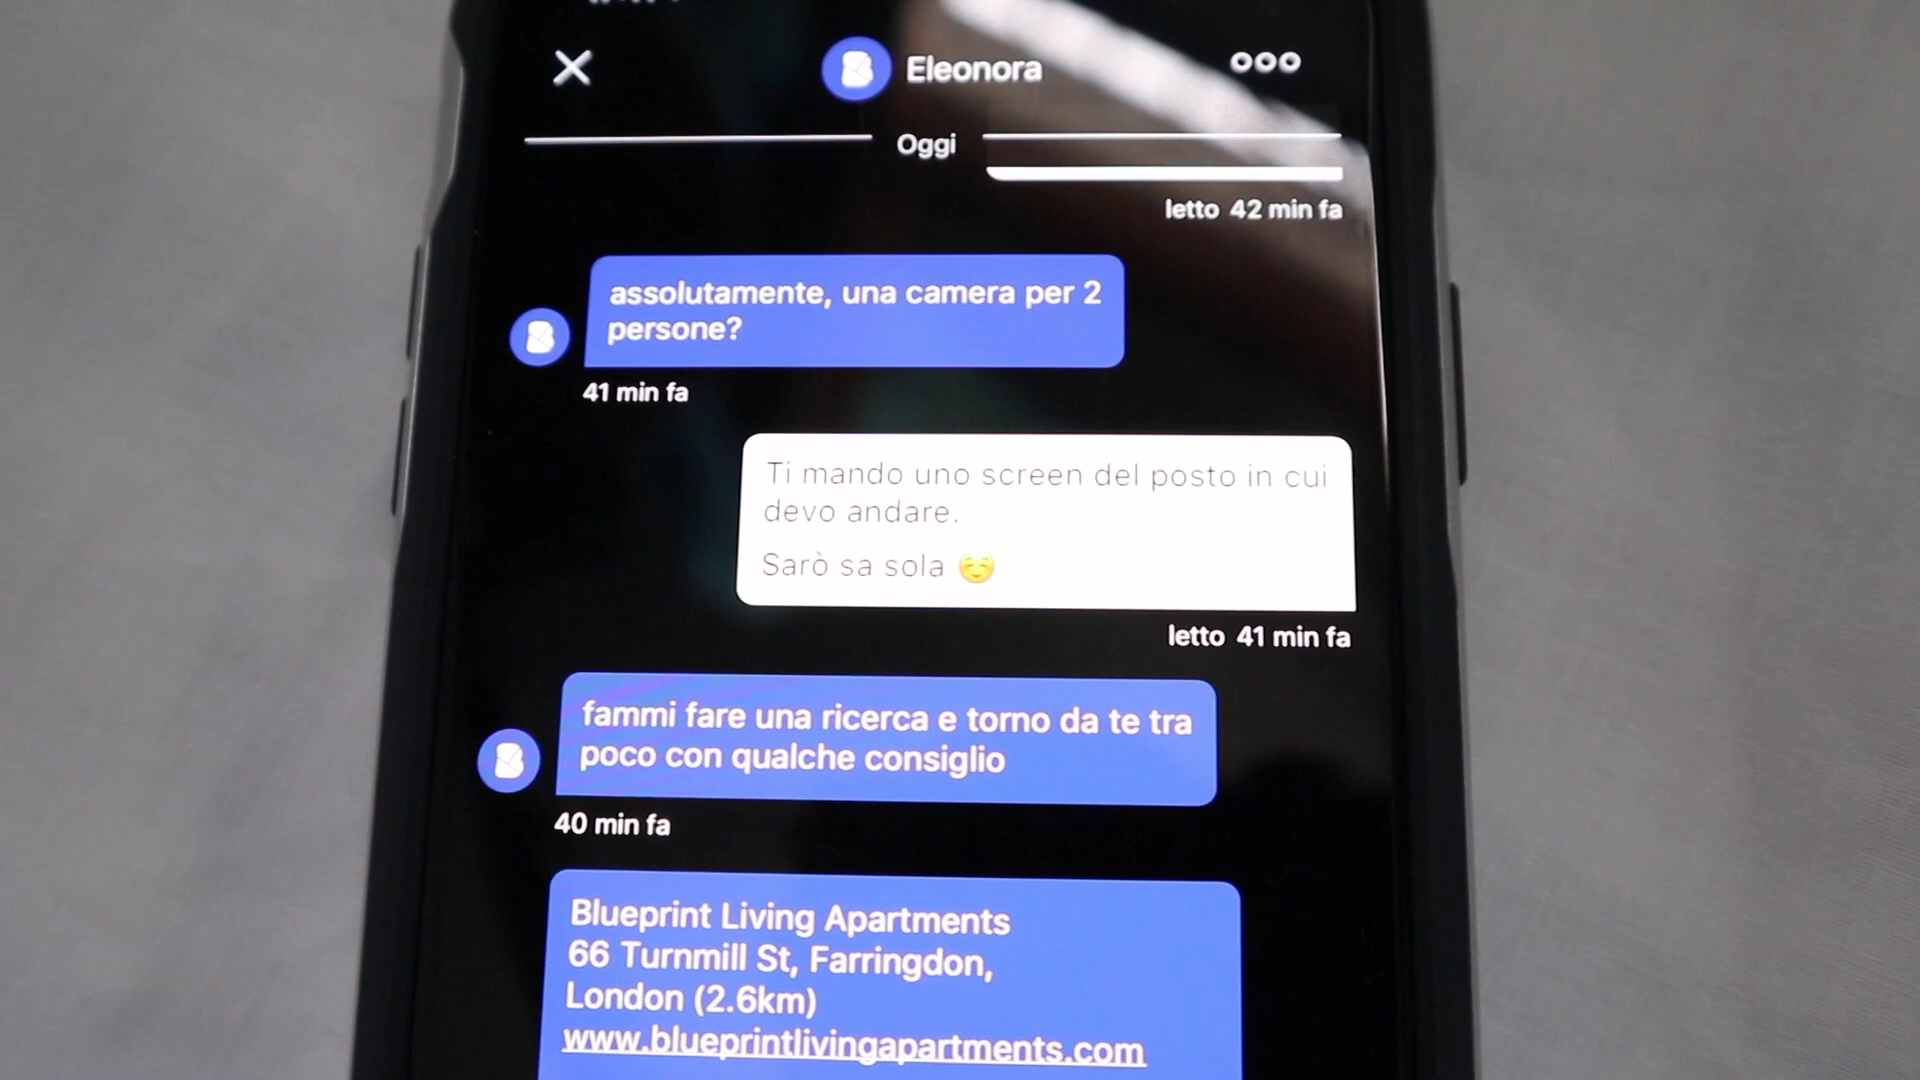 Eleonora
Oggi
letto 42 min fa
assolutamente, una camera per 2
persone?
41 min fa
Ti mando uno screen del posto in cui
devo andare.
Sarò sa sola ☺️
letto 41 min fa
fammi fare una ricerca e torno da te tra
poco con qualche consiglio
40 min fa
Blueprint Living Apartments
66 Turnmill St, Farringdon,
London (2.6km)
www.blueprintlivingapartments.com